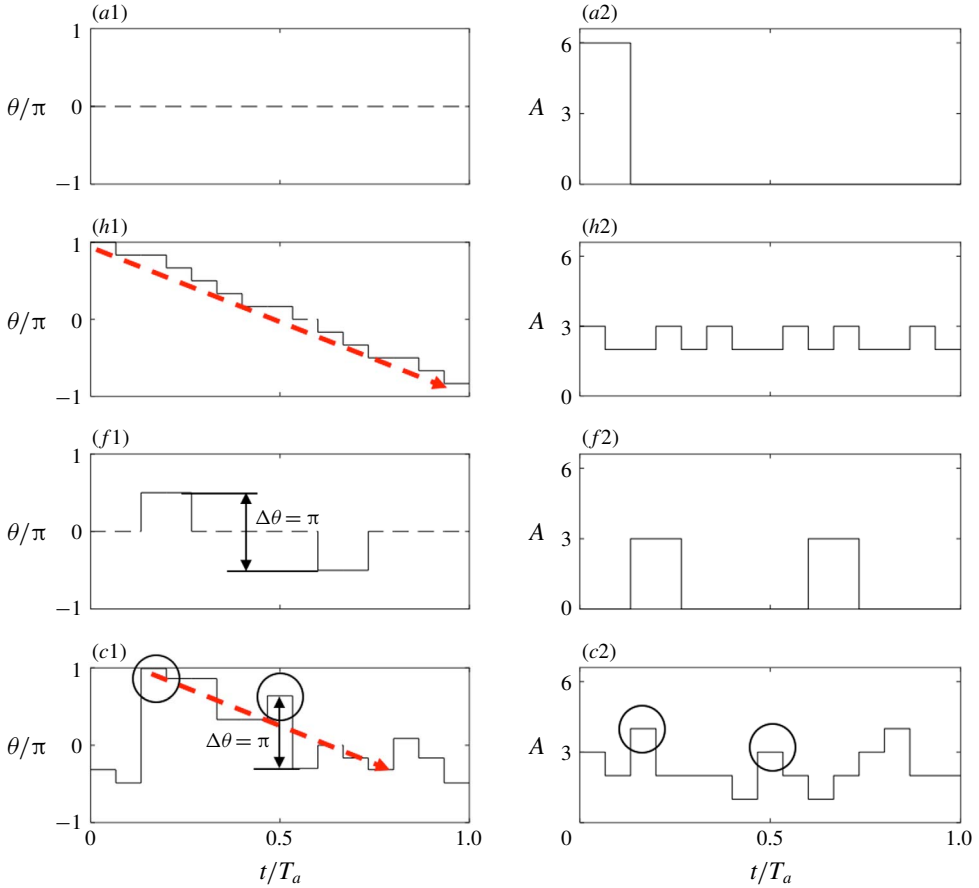 (a1) (a2)
1 6
θ/π 0 A 3
−1 0
(h1) (h2)
1 6
θ/π 0 A 3
−1 0
(f1) (f2)
1 6
Δθ = π
θ/π 0 A 3
−1 0
(c1) (c2)
1 6
θ/π 0 Δθ = π A 3
−1
0 0.5 1.0 0 0.5 1.0
t/Tₐ t/Tₐ